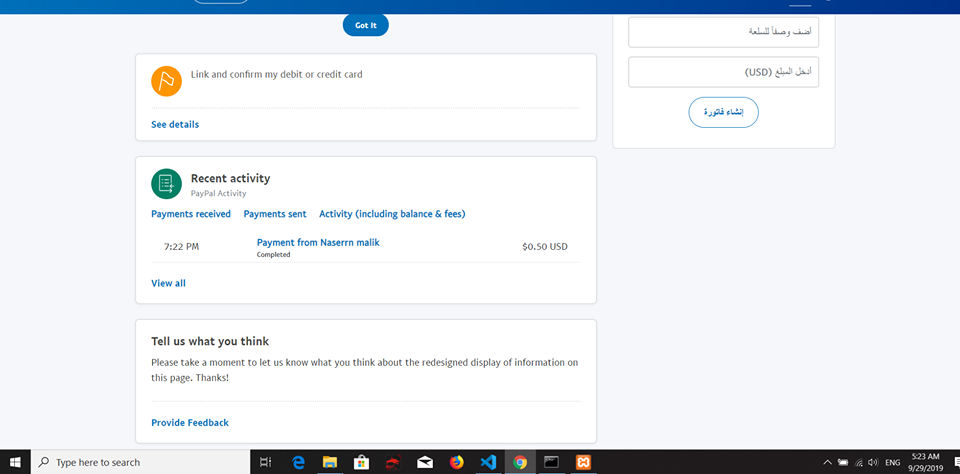 Got It
Link and confirm my debit or credit card
See details
Recent activity
PayPal Activity
Payments received Payments sent Activity (including balance & fees)
7:22 PM Payment from Naserrn malik $0.50 USD
Completed
View all
Tell us what you think
Please take a moment to let us know what you think about the redesigned display of information on
this page. Thanks!
Provide Feedback
أضف وصفاً للسلعة
أدخل المبلغ (USD)
إنشاء فاتورة
Type here to search
ENG
5:23 AM
9/29/2019